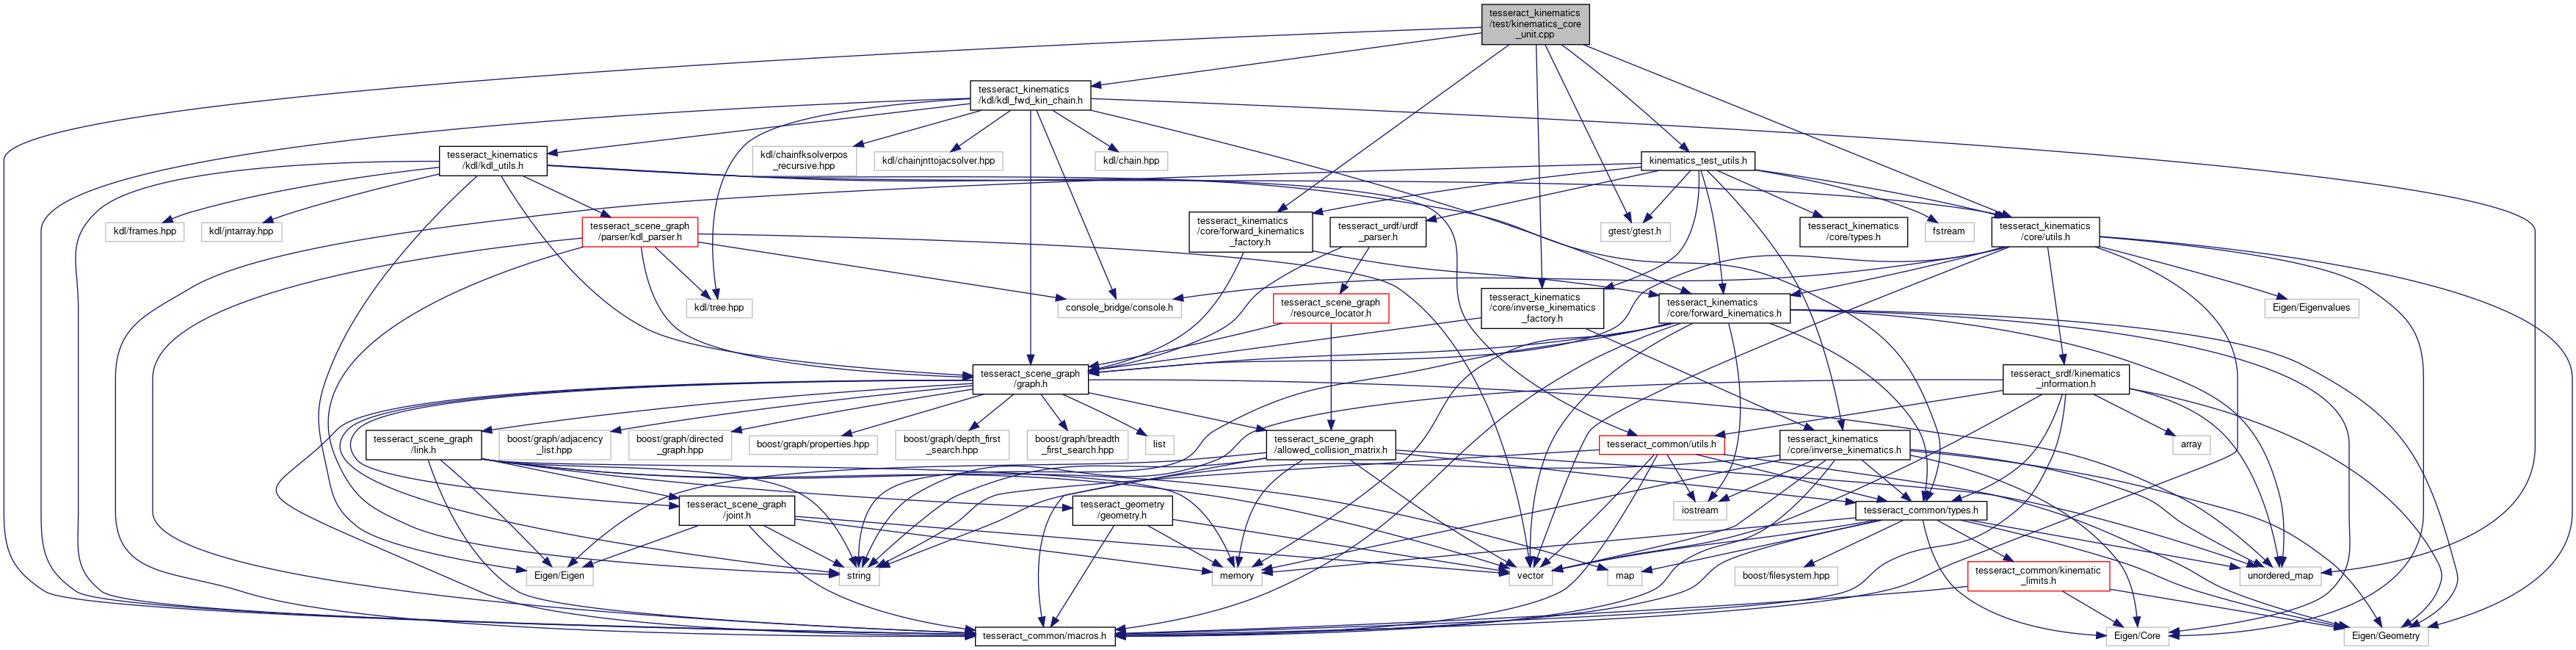 tesseract_kinematics
/test/kinematics_core
_unit.cpp
tesseract_kinematics
/kdl/kdl_fwd_kin_chain.h
tesseract_kinematics
/kdl/kdl_utils.h
kdl/chainfksolverpos
_recursive.hpp
kdl/chainjnttojacsolver.hpp
kdl/chain.hpp
kinematics_test_utils.h
kdl/frames.hpp
kdl/jntarray.hpp
tesseract_scene_graph
/parser/kdl_parser.h
tesseract_kinematics
/core/forward_kinematics
_factory.h
tesseract_urdf/urdf
_parser.h
gtest/gtest.h
tesseract_kinematics
/core/types.h
fstream
tesseract_kinematics
/core/utils.h
kdl/tree.hpp
console_bridge/console.h
tesseract_scene_graph
/resource_locator.h
tesseract_kinematics
/core/inverse_kinematics
_factory.h
tesseract_kinematics
/core/forward_kinematics.h
Eigen/Eigenvalues
tesseract_scene_graph
/graph.h
tesseract_srdf/kinematics
_information.h
tesseract_scene_graph
/link.h
boost/graph/adjacency
_list.hpp
boost/graph/directed
_graph.hpp
boost/graph/properties.hpp
boost/graph/depth_first
_search.hpp
boost/graph/breadth
_first_search.hpp
list
tesseract_scene_graph
/allowed_collision_matrix.h
tesseract_common/utils.h
tesseract_kinematics
/core/inverse_kinematics.h
array
tesseract_scene_graph
/joint.h
tesseract_geometry
/geometry.h
iostream
tesseract_common/types.h
Eigen/Eigen
string
memory
vector
map
boost/filesystem.hpp
tesseract_common/kinematic
_limits.h
unordered_map
tesseract_common/macros.h
Eigen/Core
Eigen/Geometry